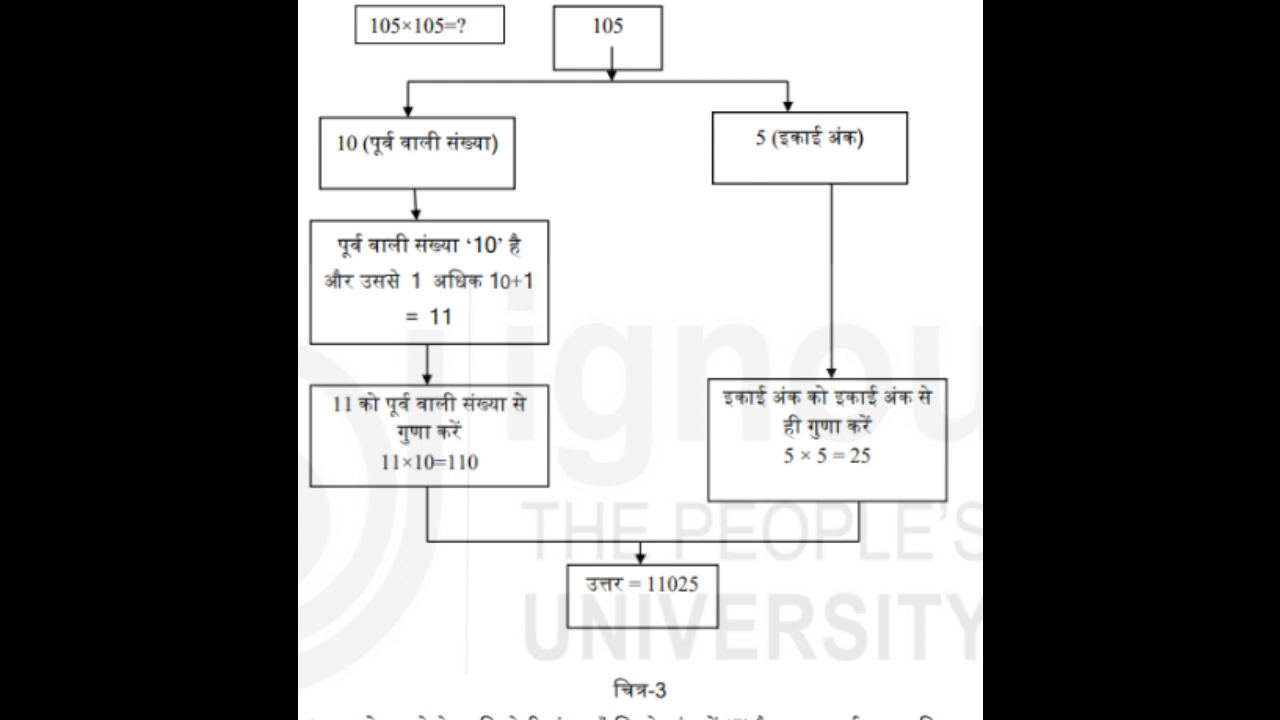 105×105=?
105
10 (पूर्व वाली संख्या)
5 (इकाई अंक)
पूर्व वाली संख्या ‘10’ है
और उससे 1 अधिक 10+1
= 11
11 को पूर्व वाली संख्या से
गुणा करें
11×10=110
इकाई अंक को इकाई अंक से
ही गुणा करें
5 × 5 = 25
उत्तर = 11025
ignou
THE PEOPLE’S
UNIVERSITY
चित्र-3